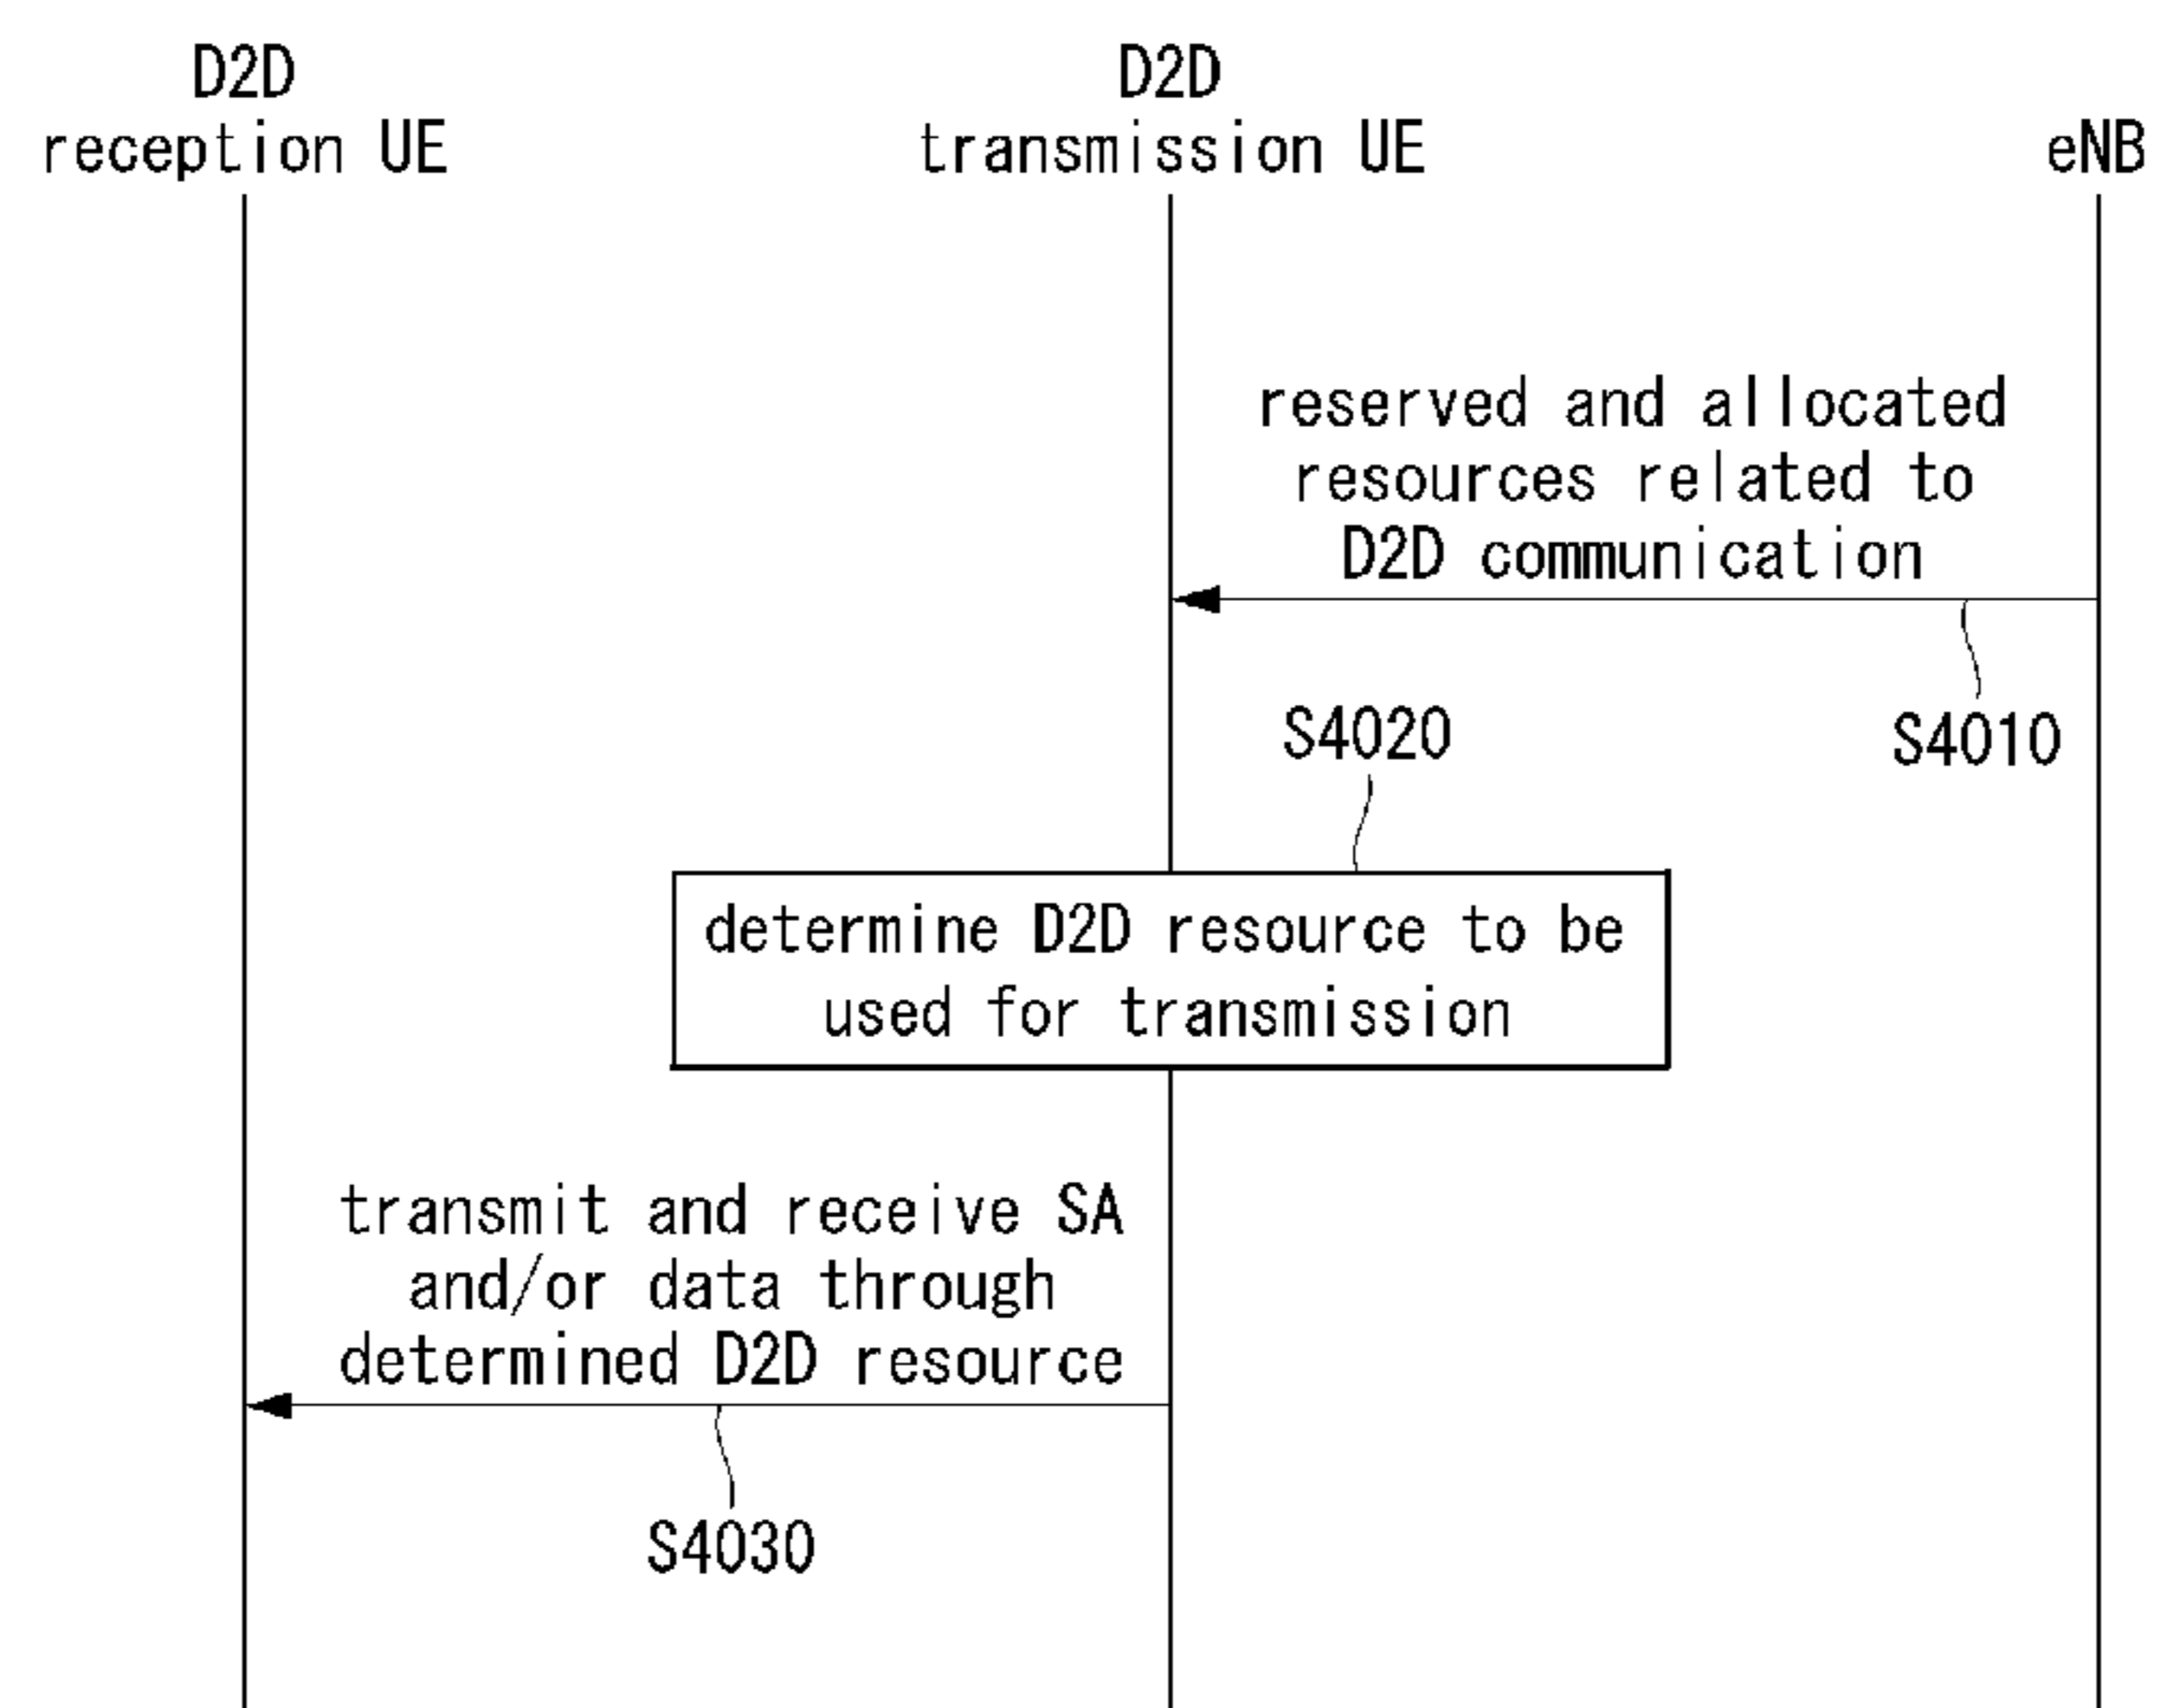 D2D
reception UE
D2D
transmission UE
eNB
reserved and allocated
resources related to
D2D communication
S4010
S4020
determine D2D resource to be
used for transmission
transmit and receive SA
and/or data through
determined D2D resource
S4030